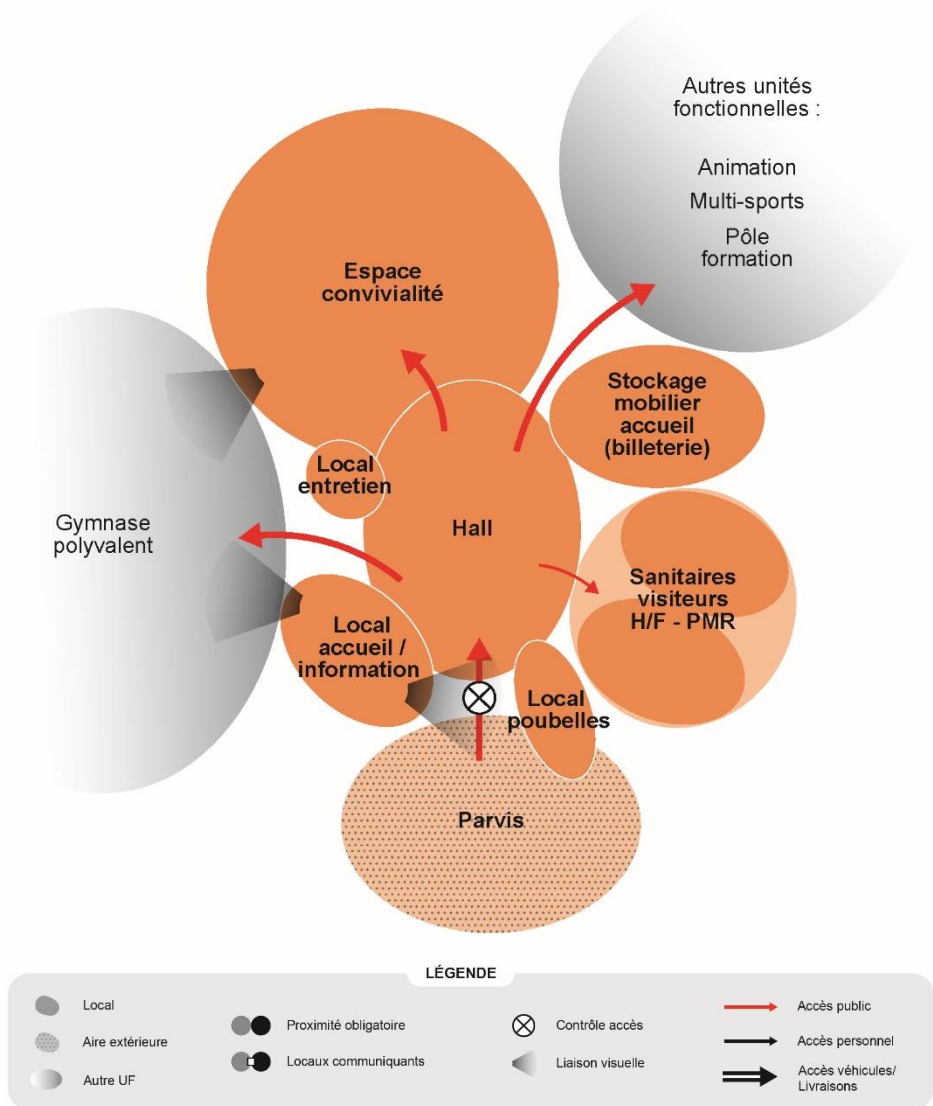 Autres unités
fonctionnelles :
Animation
Multi-sports
Pôle
formation
Espace
convivialité
Stockage
mobilier
accueil
(billeterie)
Local
entretien
Gymnase
polyvalent
Hall
Sanitaires
visiteurs
H/F - PMR
Local
accueil /
information
Local
poubelles
Parvis
LÉGENDE
Local
Aire extérieure
Autre UF
Proximité obligatoire
Locaux communiquants
Contrôle accès
Liaison visuelle
Accès public
Accès personnel
Accès véhicules/
Livraisons